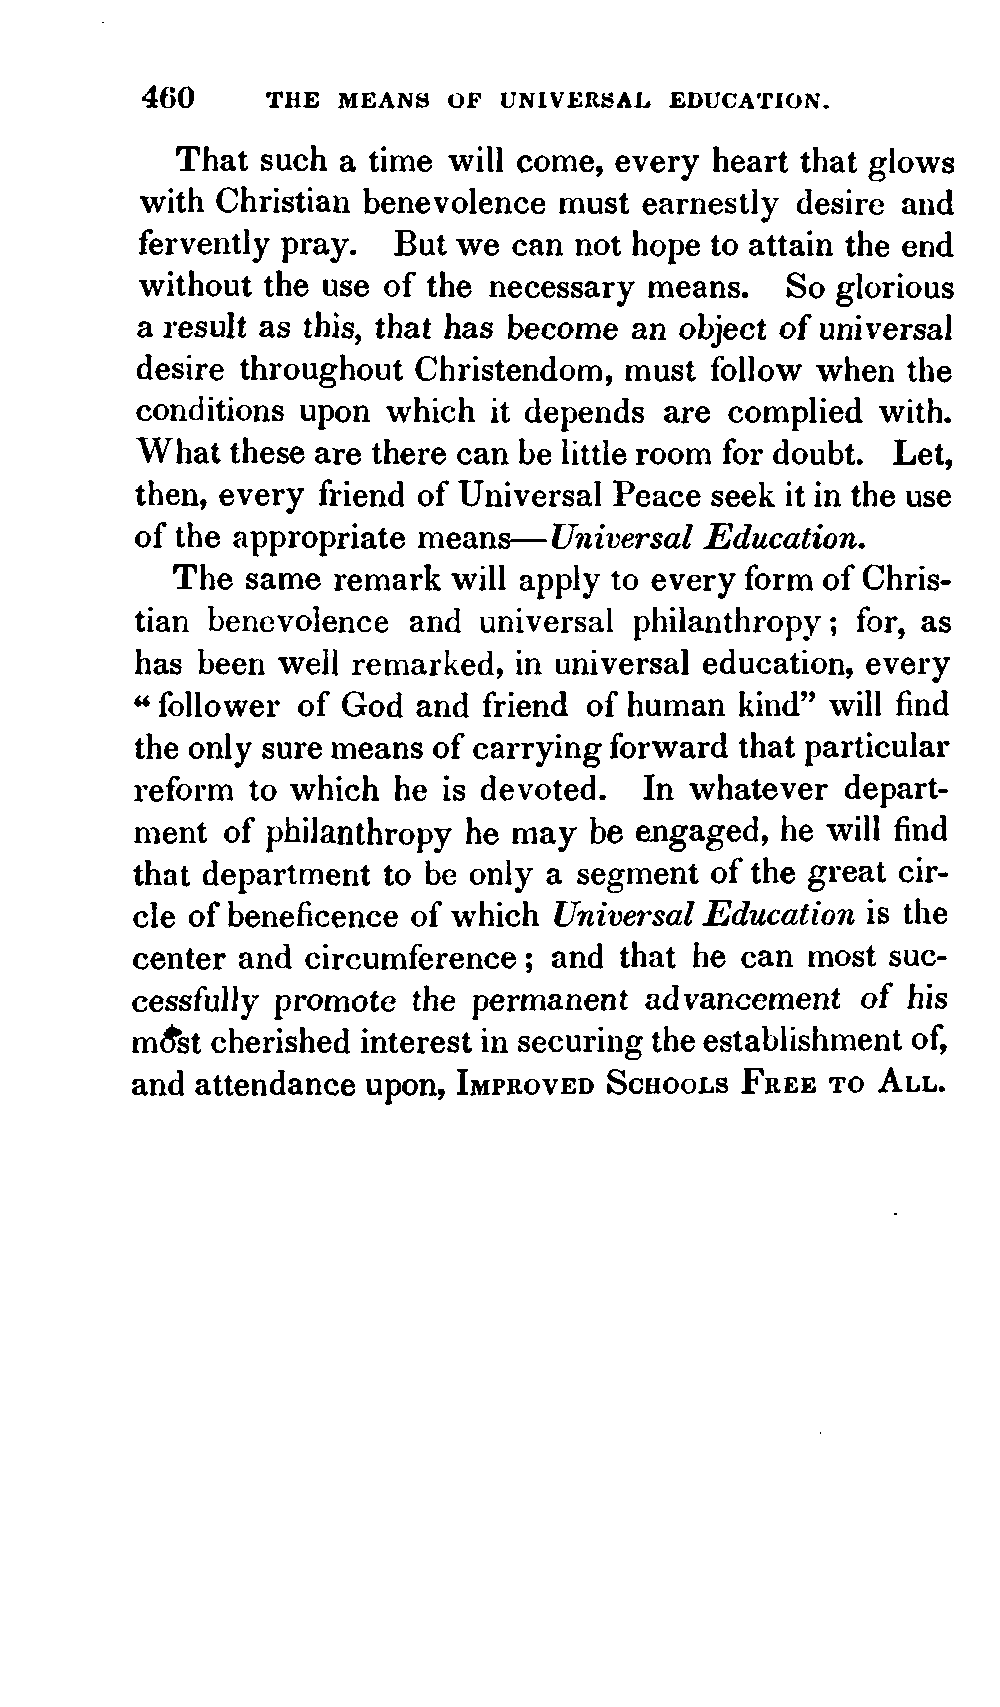 460 THE MEANS OF UNIVERSAL EDUCATION.
That such a time will come, every heart that glows
with Christian benevolence must earnestly desire and
fervently pray. But we can not hope to attain the end
without the use of the necessary means. So glorious
a result as this, that has become an object of universal
desire throughout Christendom, must follow when the
conditions upon which it depends are complied with.
What these are there can be little room for doubt. Let,
then, every friend of Universal Peace seek it in the use
of the appropriate means—Universal Education.
The same remark will apply to every form of Chris-
tian benevolence and universal philanthropy; for, as
has been well remarked, in universal education, every
“follower of God and friend of human kind” will find
the only sure means of carrying forward that particular
reform to which he is devoted. In whatever depart-
ment of philanthropy he may be engaged, he will find
that department to be only a segment of the great cir-
cle of beneficence of which Universal Education is the
center and circumference; and that he can most suc-
cessfully promote the permanent advancement of his
most cherished interest in securing the establishment of,
and attendance upon, IMPROVED SCHOOLS FREE TO ALL.